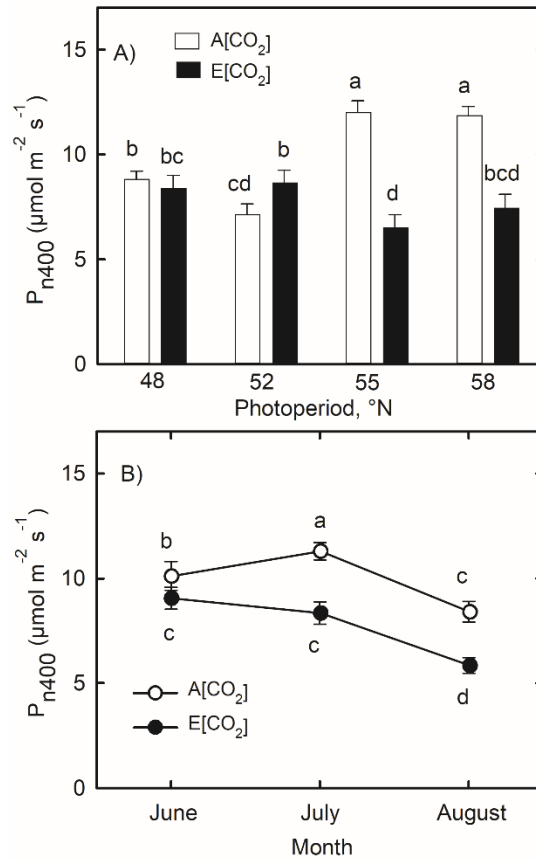 A)
A[CO₂]
E[CO₂]
15
10
5
0
Pn400 (µmol m⁻² s⁻¹)
b bc cd b a d a bcd
48 52 55 58
Photoperiod, °N
B)
15
10
5
0
Pn400 (µmol m⁻² s⁻¹)
b a c
c c d
A[CO₂]
E[CO₂]
June July August
Month